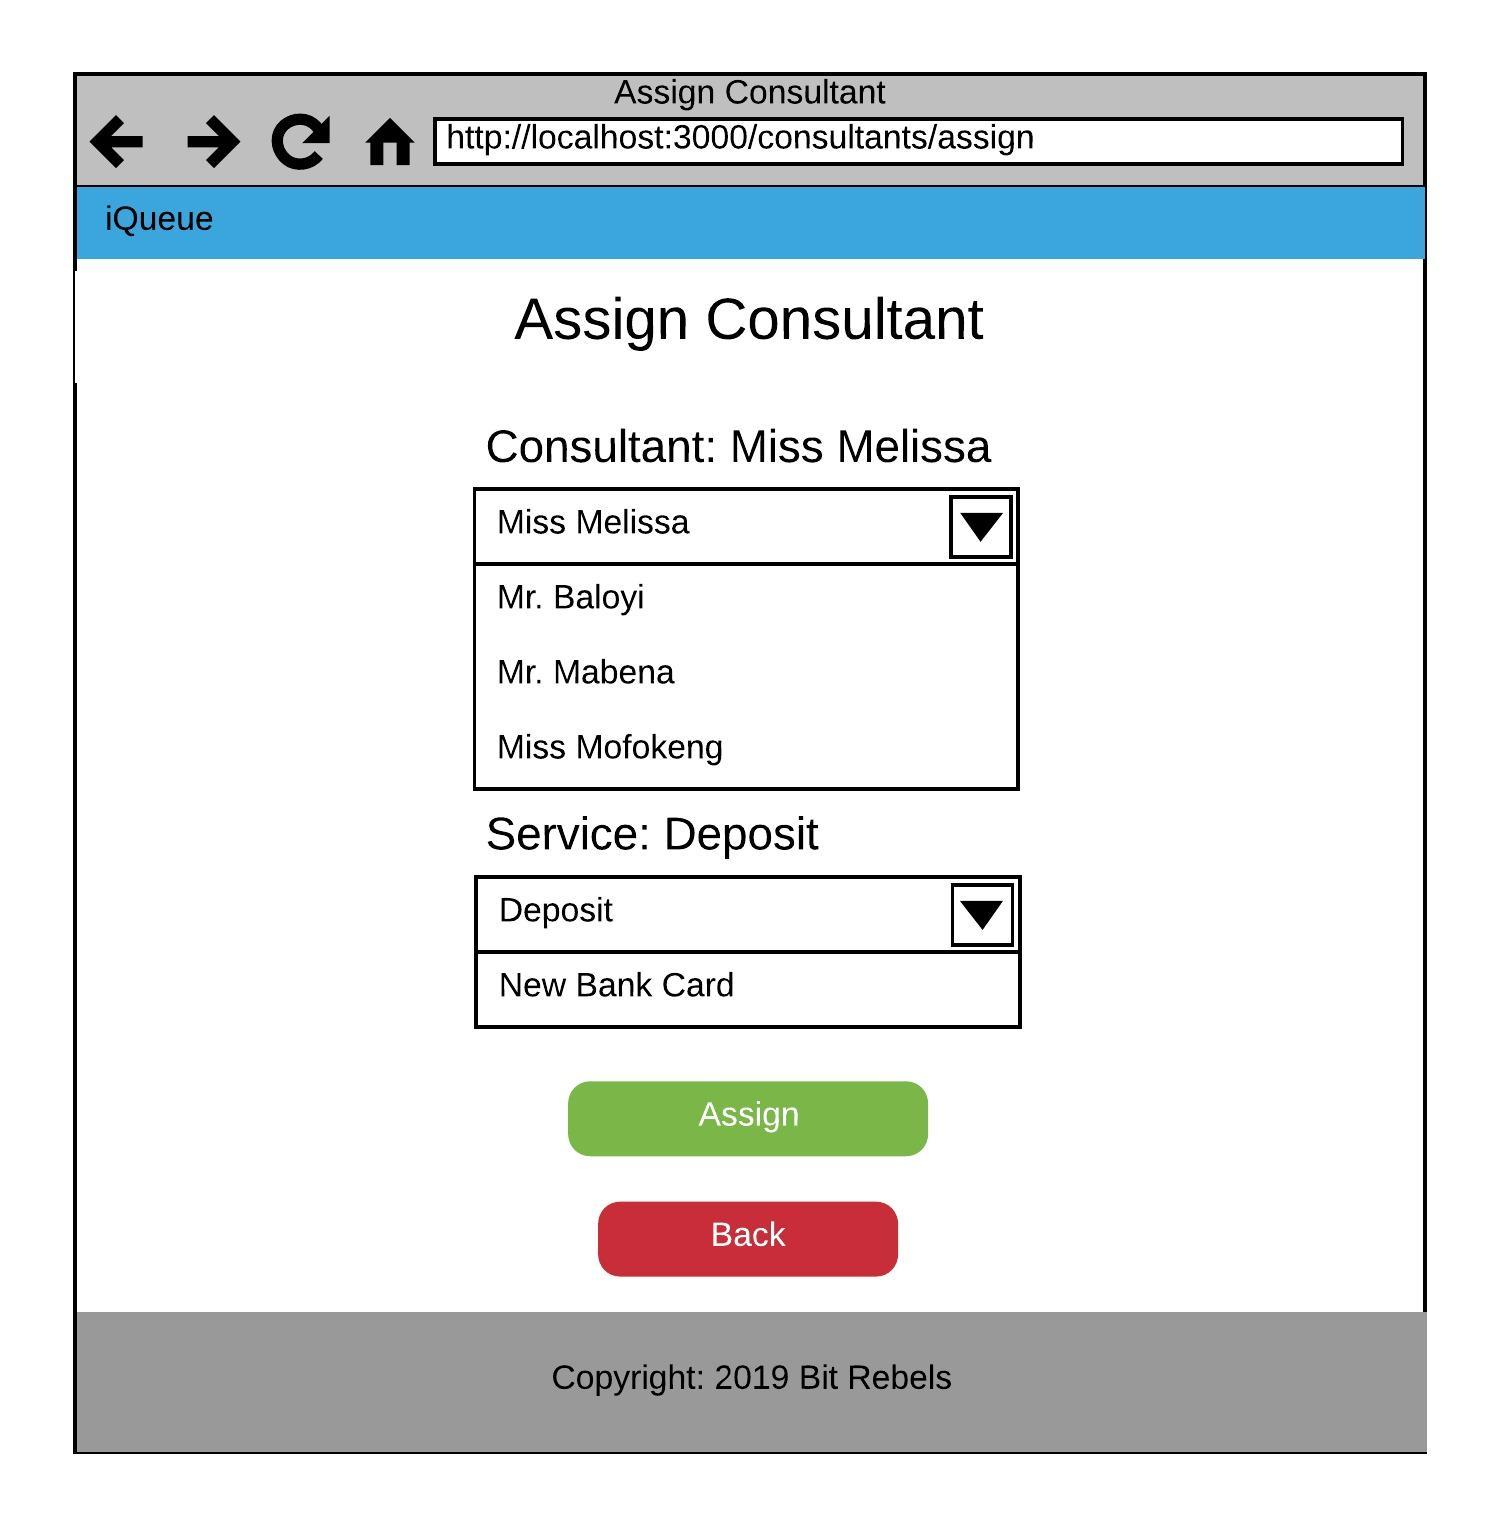 Assign Consultant
http://localhost:3000/consultants/assign
iQueue
Assign Consultant
Consultant: Miss Melissa
Miss Melissa
Mr. Baloyi
Mr. Mabena
Miss Mofokeng
Service: Deposit
Deposit
New Bank Card
Assign
Back
Copyright: 2019 Bit Rebels